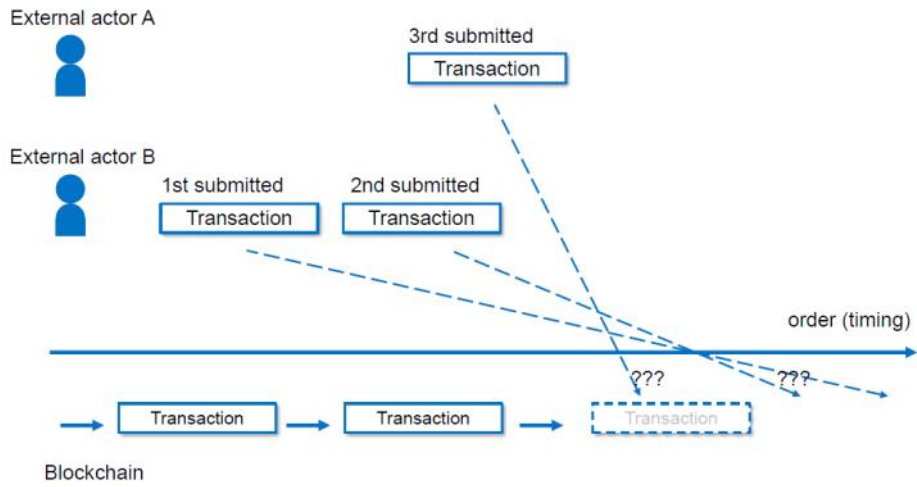 External actor A
3rd submitted
Transaction
External actor B
1st submitted
2nd submitted
Transaction
Transaction
order (timing)
???
???
Transaction
Transaction
Transaction
Blockchain